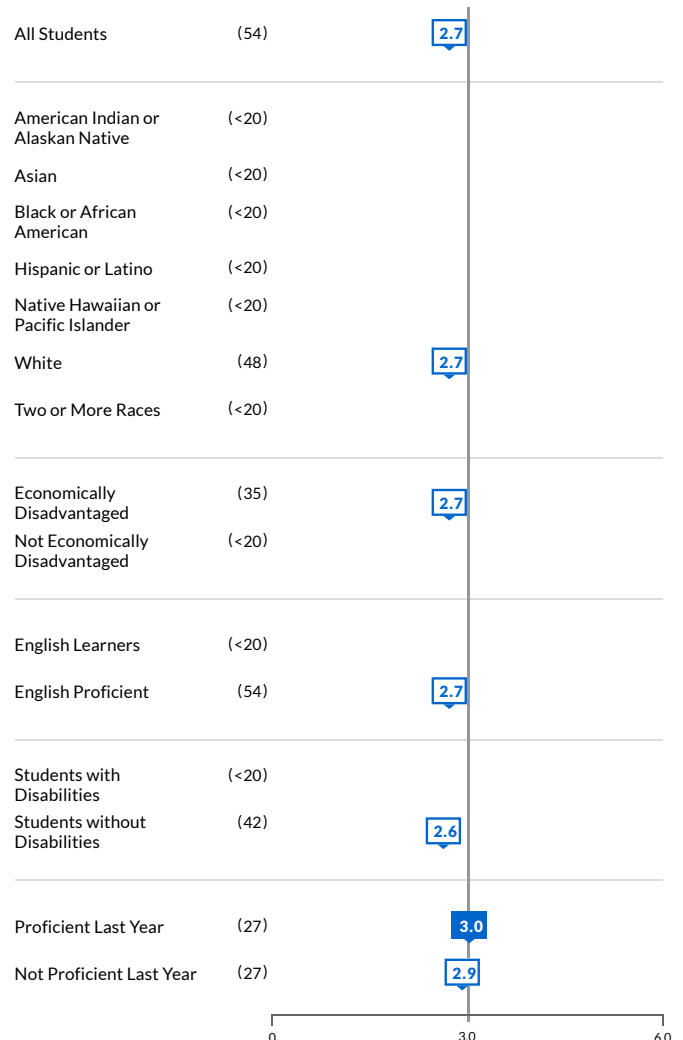 All Students (54) 2.7
American Indian or (<20)
Alaskan Native
Asian (<20)
Black or African (<20)
American
Hispanic or Latino (<20)
Native Hawaiian or (<20)
Pacific Islander
White (48) 2.7
Two or More Races (<20)
Economically (35) 2.7
Disadvantaged
Not Economically (<20)
Disadvantaged
English Learners (<20)
English Proficient (54) 2.7
Students with (<20)
Disabilities
Students without (42) 2.6
Disabilities
Proficient Last Year (27) 3.0
Not Proficient Last Year (27) 2.9
0 3.0 6.0